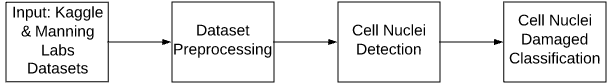 Input: Kaggle
& Manning
Labs
Datasets
Dataset
Preprocessing
Cell Nuclei
Detection
Cell Nuclei
Damaged
Classification